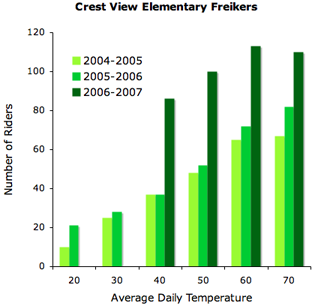 Crest View Elementary Freikers
120
100
80
60
40
20
0
2004-2005
2005-2006
2006-2007
Number of Riders
20 30 40 50 60 70
Average Daily Temperature